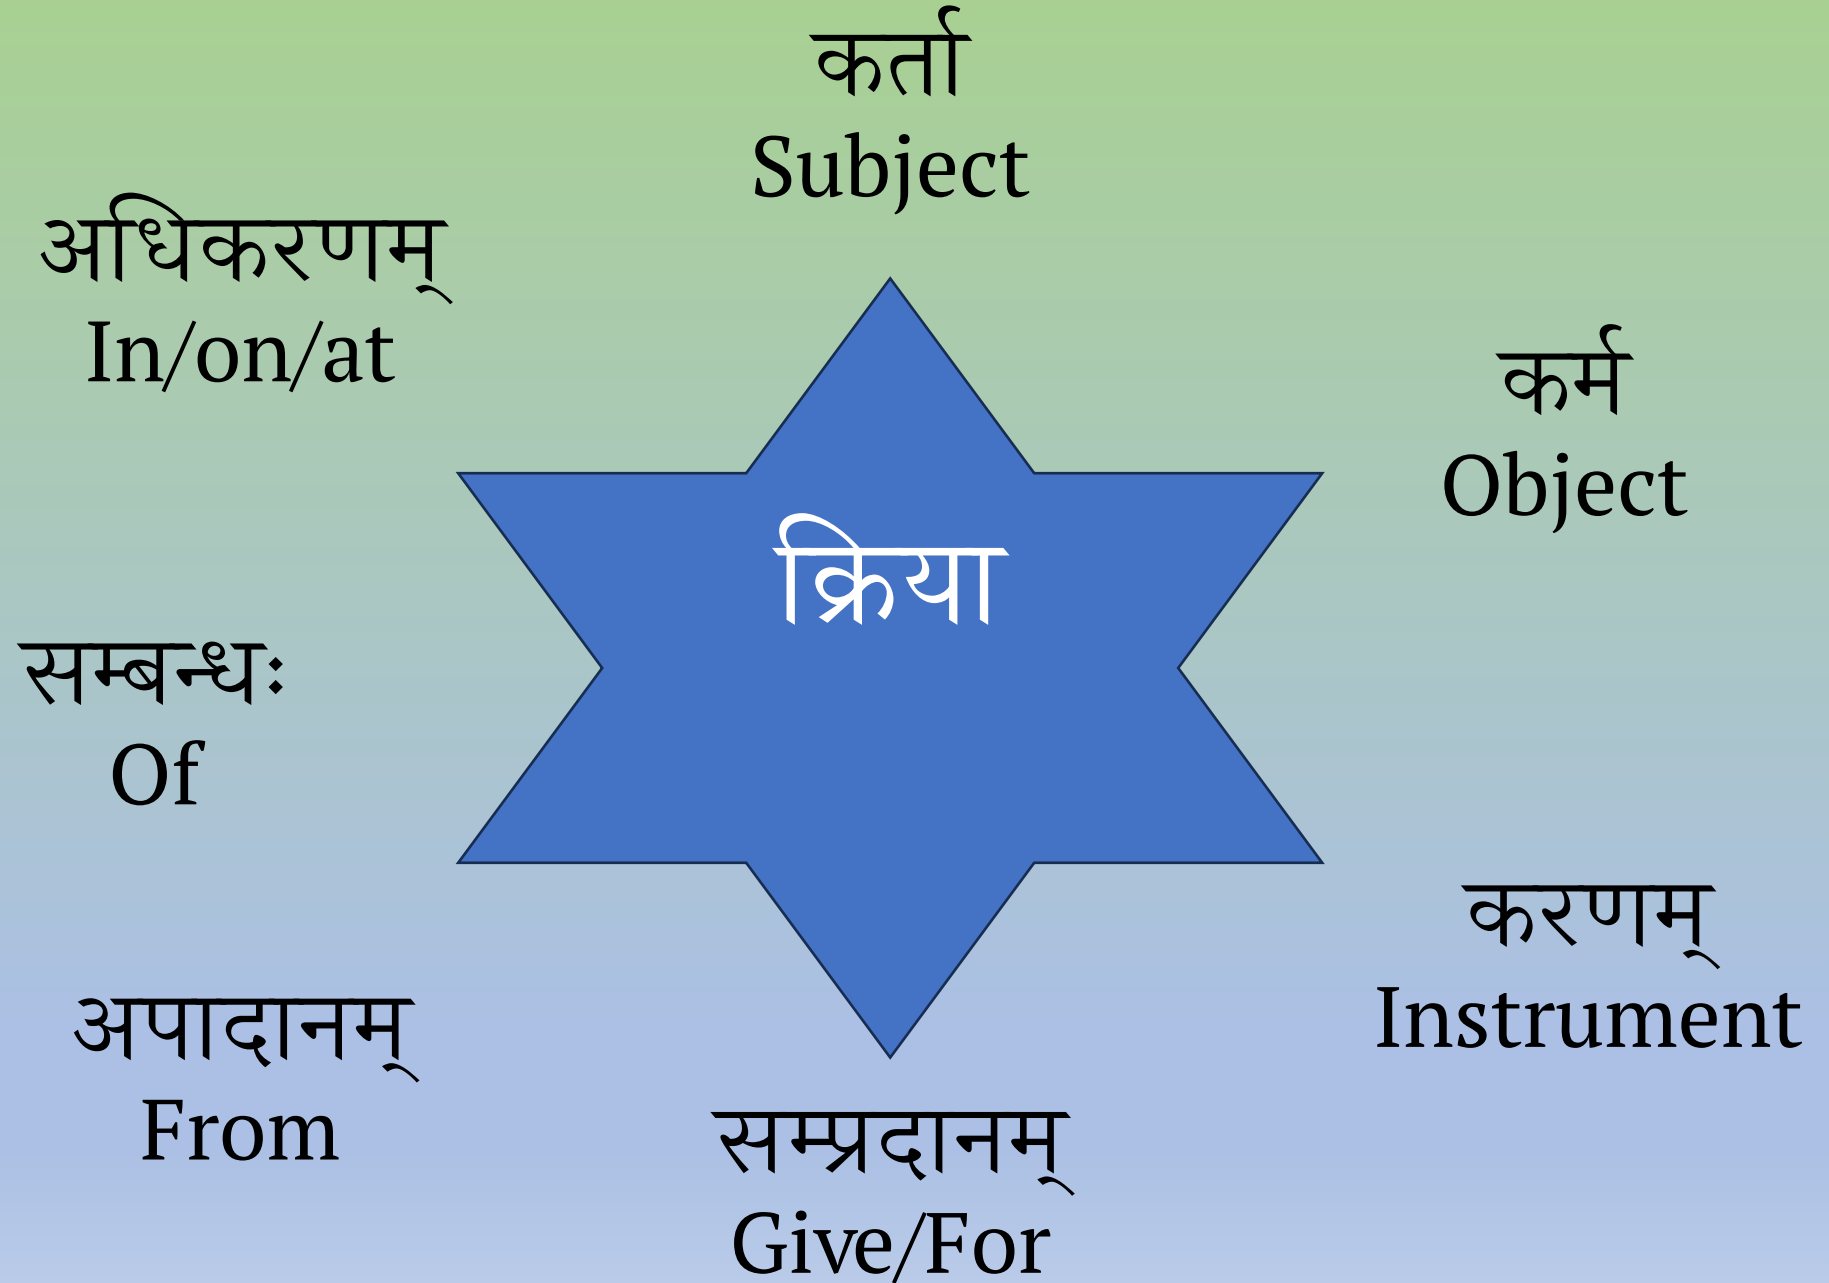 कर्ता
Subject
अधिकरणम्
In/on/at
कर्म
Object
क्रिया
सम्बन्धः
Of
करणम्
Instrument
अपादानम्
From
सम्प्रदानम्
Give/For